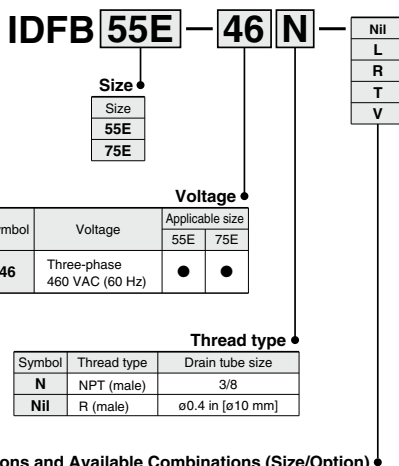 IDFB 55E — 46 N —
Nil
L
R
T
V
Size
Size
55E
75E
Voltage
Voltage Applicable size
55E 75E
46 Three-phase 460 VAC (60 Hz) ● ●
Thread type
Symbol Thread type Drain tube size
N NPT (male) 3/8
Nil R (male) ø0.4 in [ø10 mm]
and Available Combinations (Size/Option)